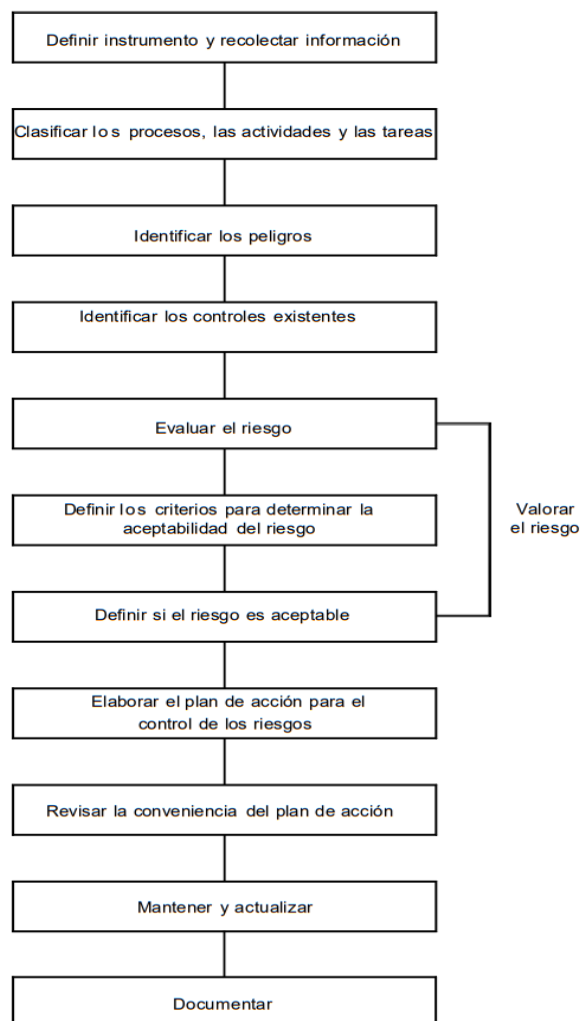 Definir instrumento y recolectar información
Clasificar los procesos, las actividades y las tareas
Identificar los peligros
Identificar los controles existentes
Evaluar el riesgo
Definir los criterios para determinar la
aceptabilidad del riesgo
Valorar
el riesgo
Definir si el riesgo es aceptable
Elaborar el plan de acción para el
control de los riesgos
Revisar la conveniencia del plan de acción
Mantener y actualizar
Documentar